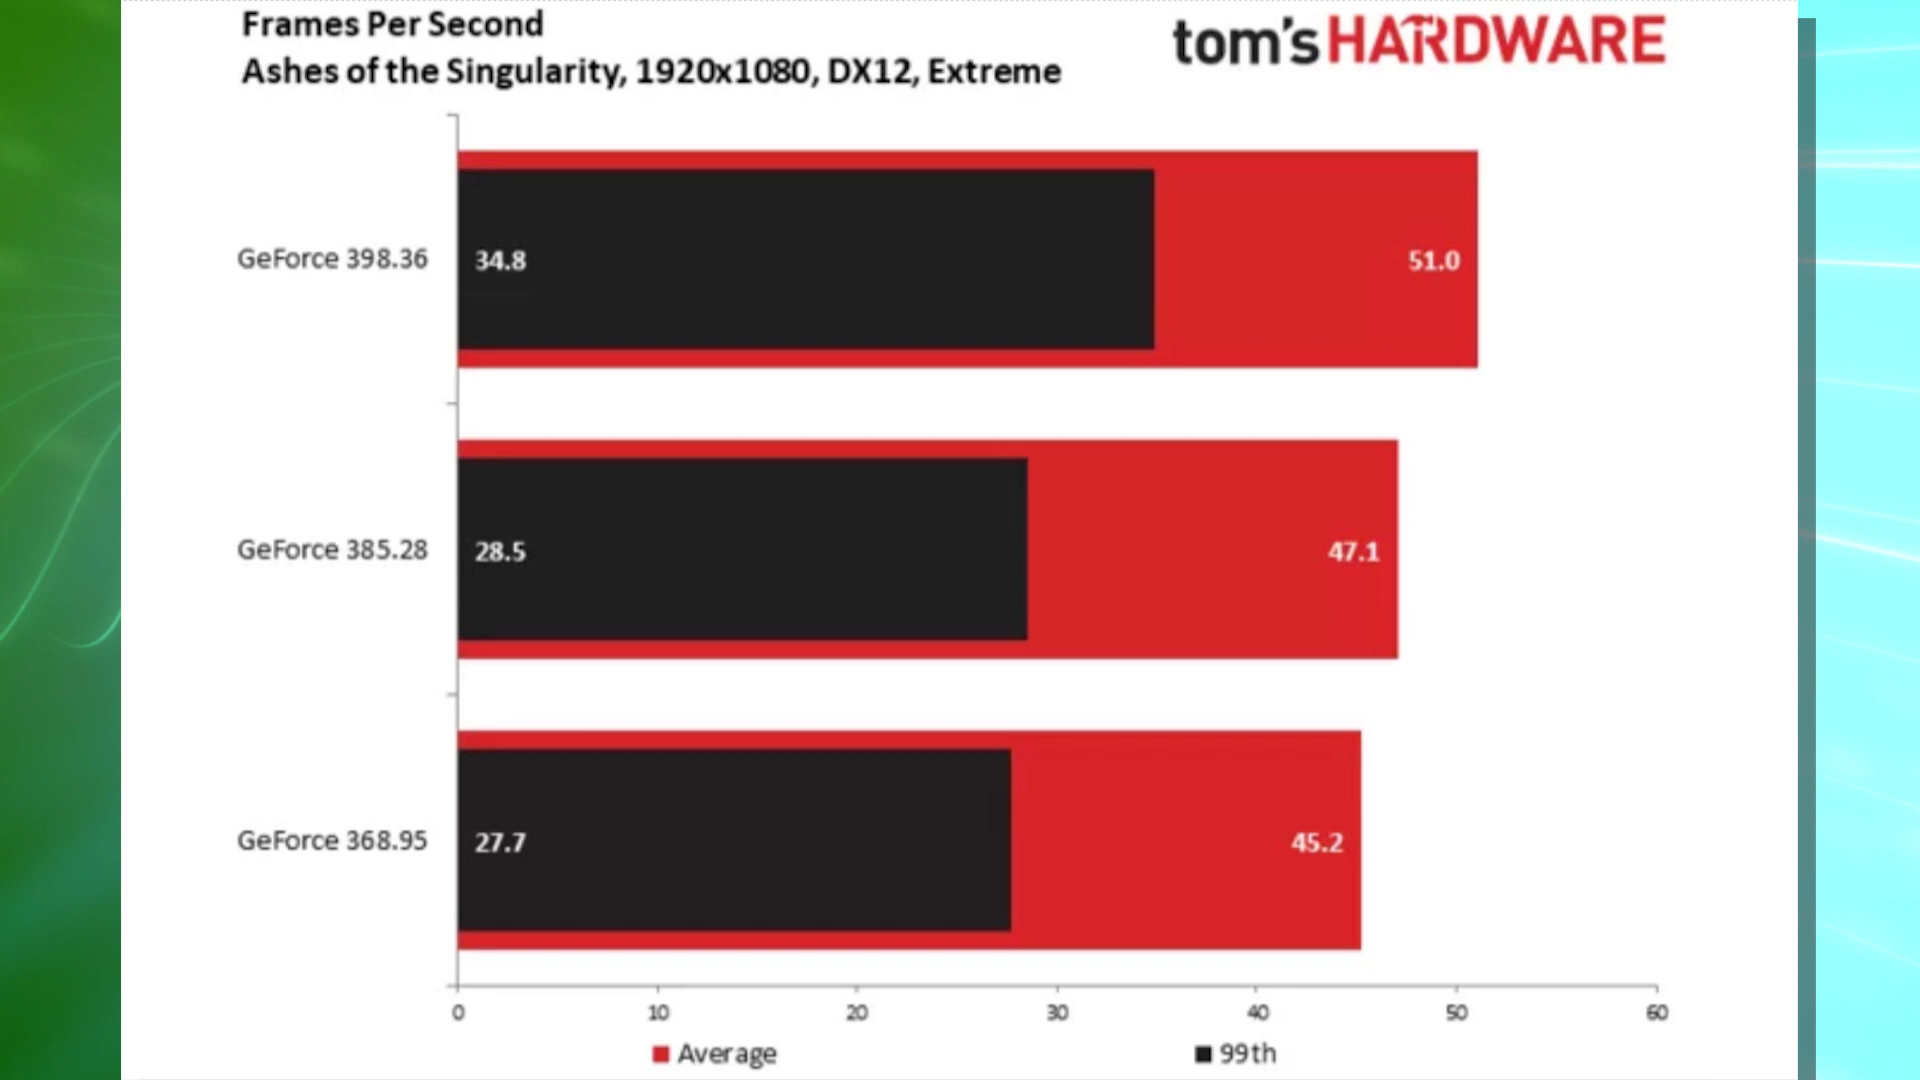 Frames Per Second
tom's HARDWARE
Ashes of the Singularity, 1920x1080, DX12, Extreme
GeForce 398.36 34.8 51.0
GeForce 385.28 28.5 47.1
GeForce 368.95 27.7 45.2
0 10 20 30 40 50 60
Average 99th